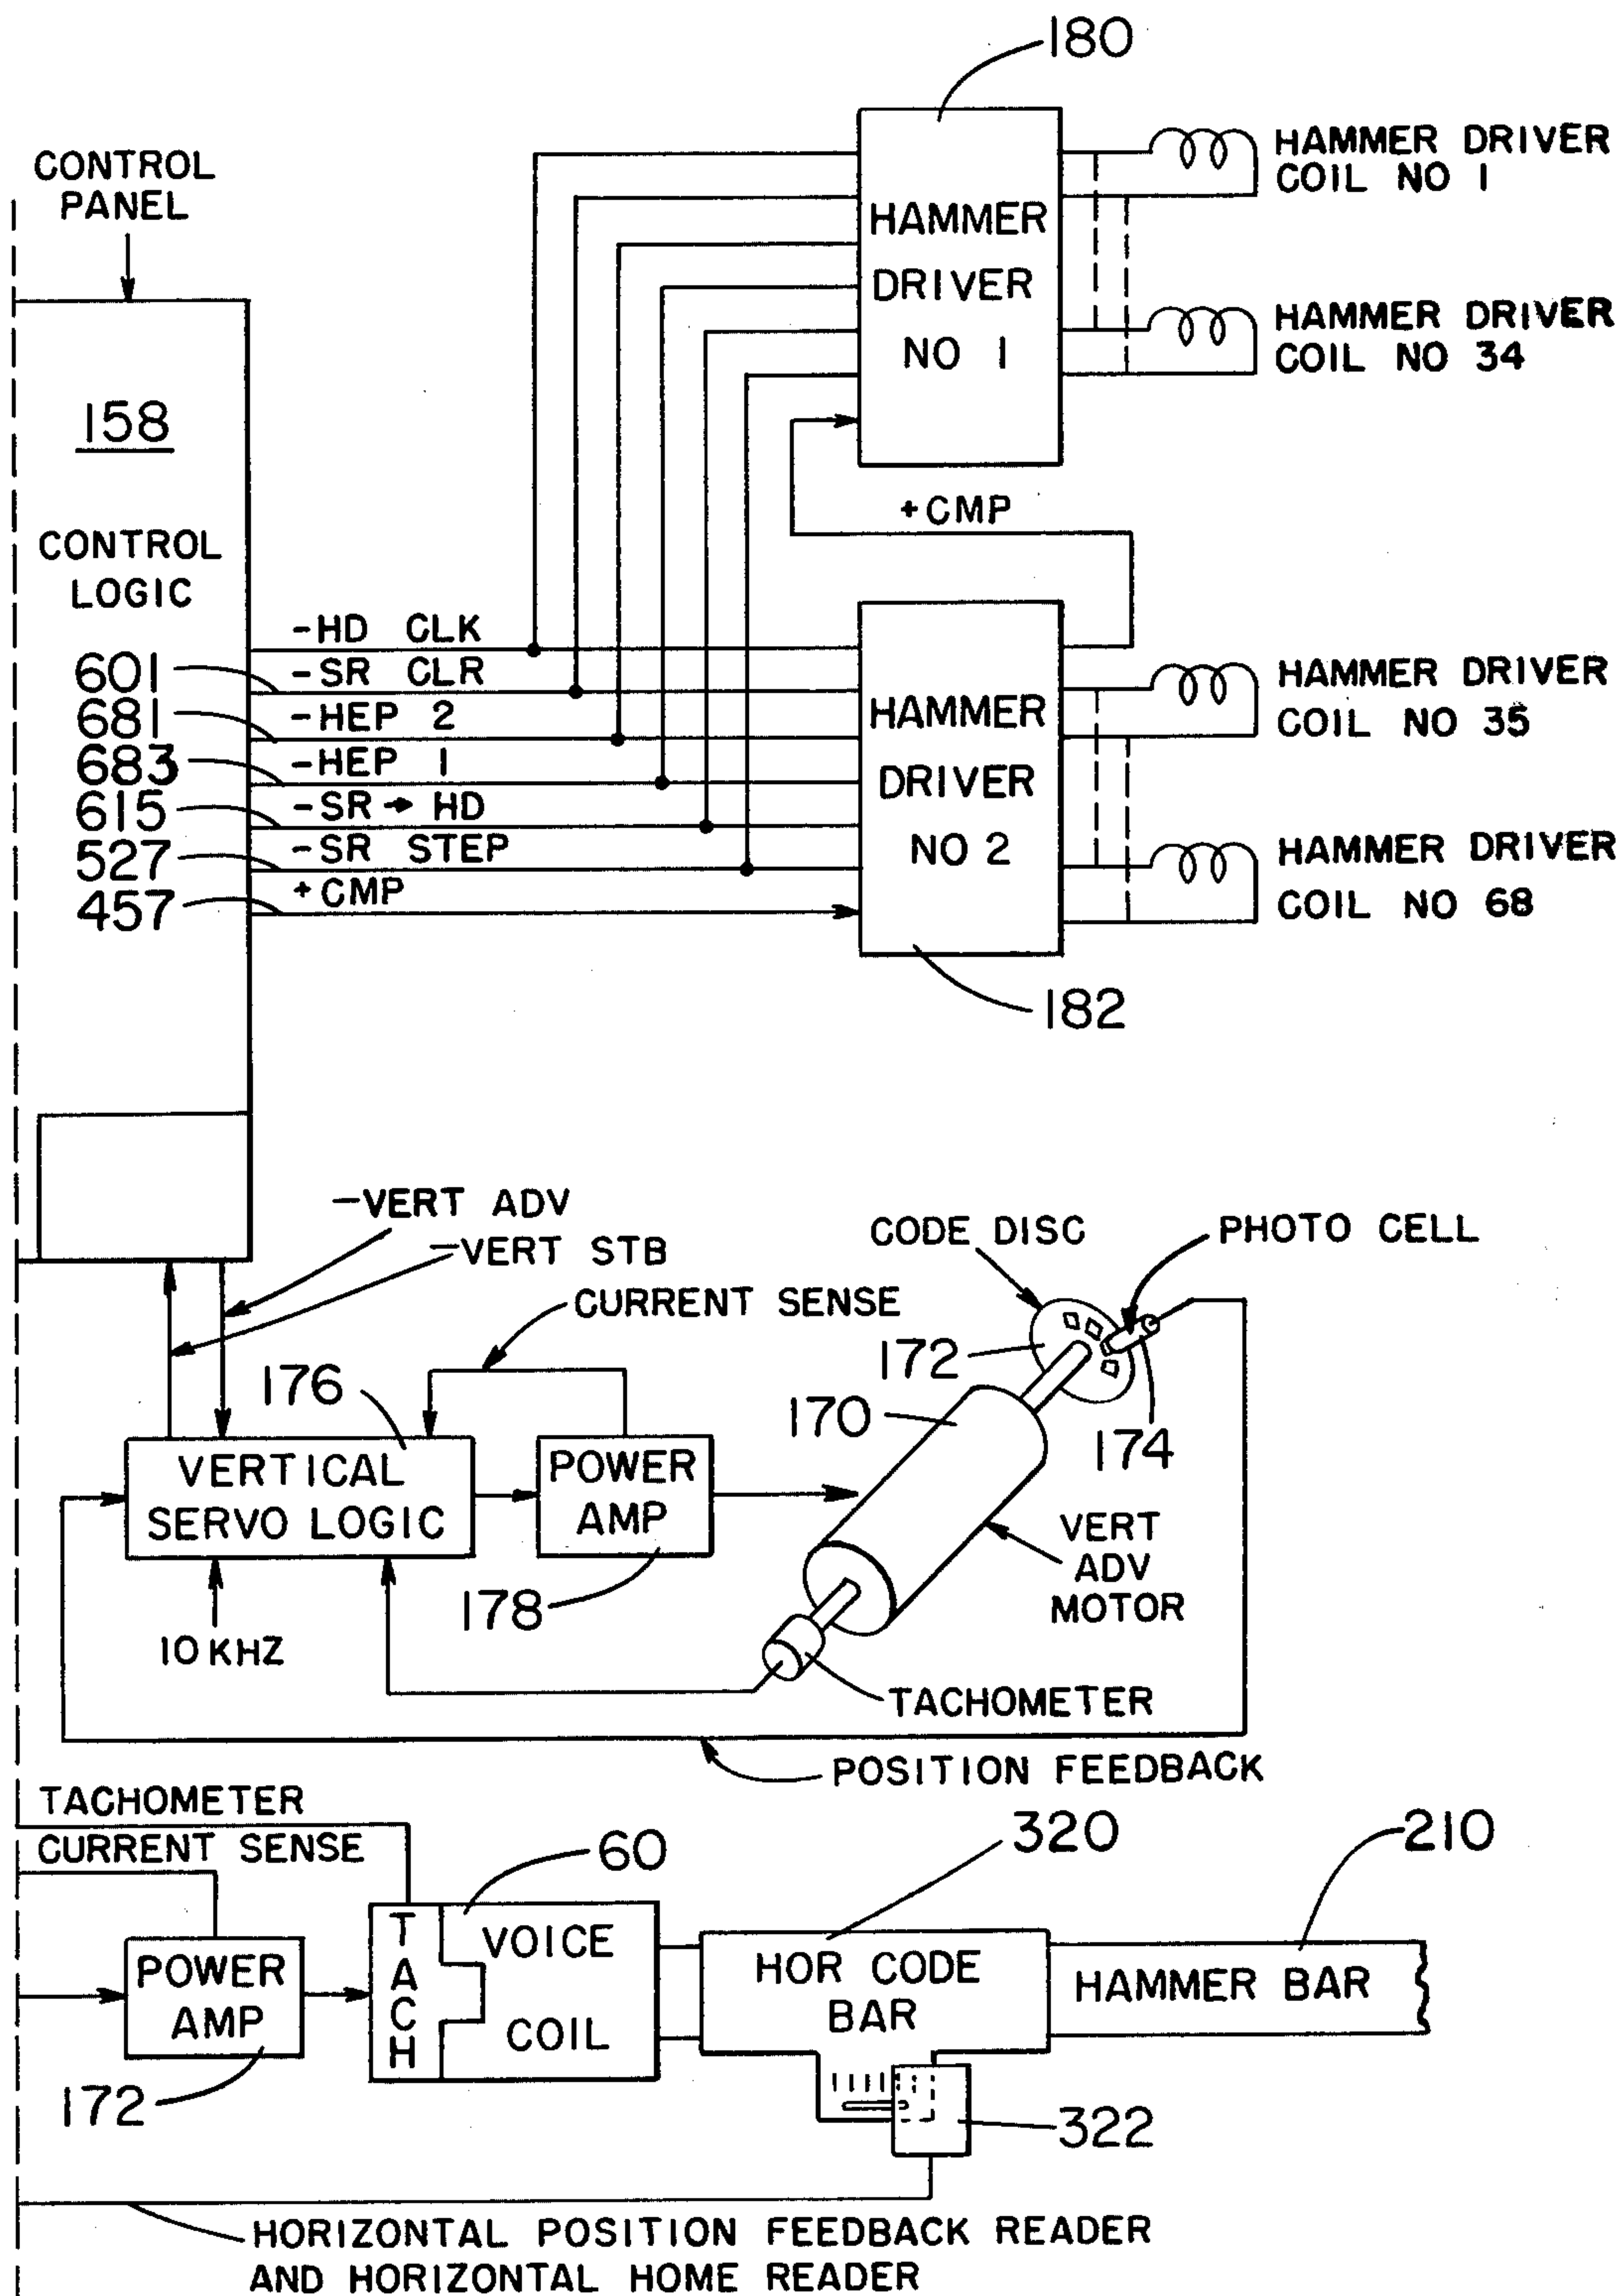 180
CONTROL
PANEL
HAMMER DRIVER
COIL NO 1
HAMMER
DRIVER
NO 1
HAMMER DRIVER
COIL NO 34
158
CONTROL
LOGIC
+CMP
-HD CLK
601
-SR CLR
681
-HEP 2
683
-HEP 1
615
-SR → HD
527
-SR STEP
457
+CMP
HAMMER
DRIVER
NO 2
HAMMER DRIVER
COIL NO 35
HAMMER DRIVER
COIL NO 68
182
-VERT ADV
-VERT STB
CURRENT SENSE
CODE DISC
PHOTO CELL
172
176
170
174
VERTICAL
SERVO LOGIC
POWER
AMP
VERT
ADV
MOTOR
178
10 KHZ
TACHOMETER
POSITION FEEDBACK
TACHOMETER
CURRENT SENSE
60
320
210
POWER
AMP
TACH
VOICE
COIL
HOR CODE
BAR
HAMMER BAR
172
322
HORIZONTAL POSITION FEEDBACK READER
AND HORIZONTAL HOME READER